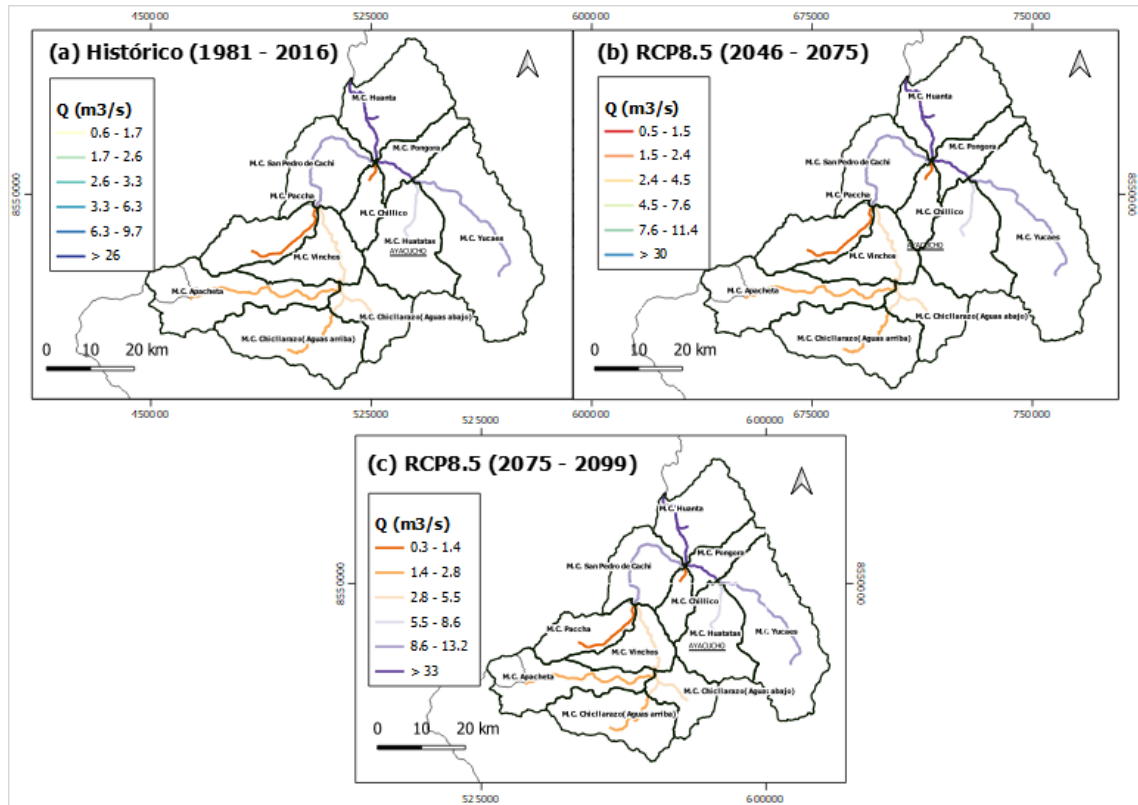 450000 525000 600000 675000 750000
(a) Histórico (1981 - 2016)
Q (m3/s)
0.6 - 1.7
1.7 - 2.6
2.6 - 3.3
3.3 - 6.3
6.3 - 9.7
> 26
M.C. Huanta
M.C. Pongora
M.C. San Pedro de Cachi
M.C. Paccha
M.C. Chillico
M.C. Huatatas
AYACUCHO
M.C. Yucaes
M.C. Vinchos
M.C. Apacheta
M.C. Chicllarazo(Aguas abajo)
M.C. Chicllarazo(Aguas arriba)
0 10 20 km
8550000
(b) RCP8.5 (2046 - 2075)
Q (m3/s)
0.5 - 1.5
1.5 - 2.4
2.4 - 4.5
4.5 - 7.6
7.6 - 11.4
> 30
M.C. Huanta
M.C. Pongora
M.C. San Pedro de Cachi
M.C. Paccha
M.C. Chillico
M.C. Huatatas
AYACUCHO
M.C. Yucaes
M.C. Vinchos
M.C. Apacheta
M.C. Chicllarazo(Aguas abajo)
M.C. Chicllarazo(Aguas arriba)
0 10 20 km
8550000
450000 525000 600000 675000 750000
525000 600000
(c) RCP8.5 (2075 - 2099)
Q (m3/s)
0.3 - 1.4
1.4 - 2.8
2.8 - 5.5
5.5 - 8.6
8.6 - 13.2
> 33
M.C. Huanta
M.C. Pongora
M.C. San Pedro de Cachi
M.C. Chillico
M.C. Paccha
M.C. Huatatas
AYACUCHO
M.C. Yucaes
M.C. Vinchos
M.C. Apacheta
M.C. Chicllarazo(Aguas abajo)
M.C. Chicllarazo(Aguas arriba)
0 10 20 km
8550000
8550000
525000 600000